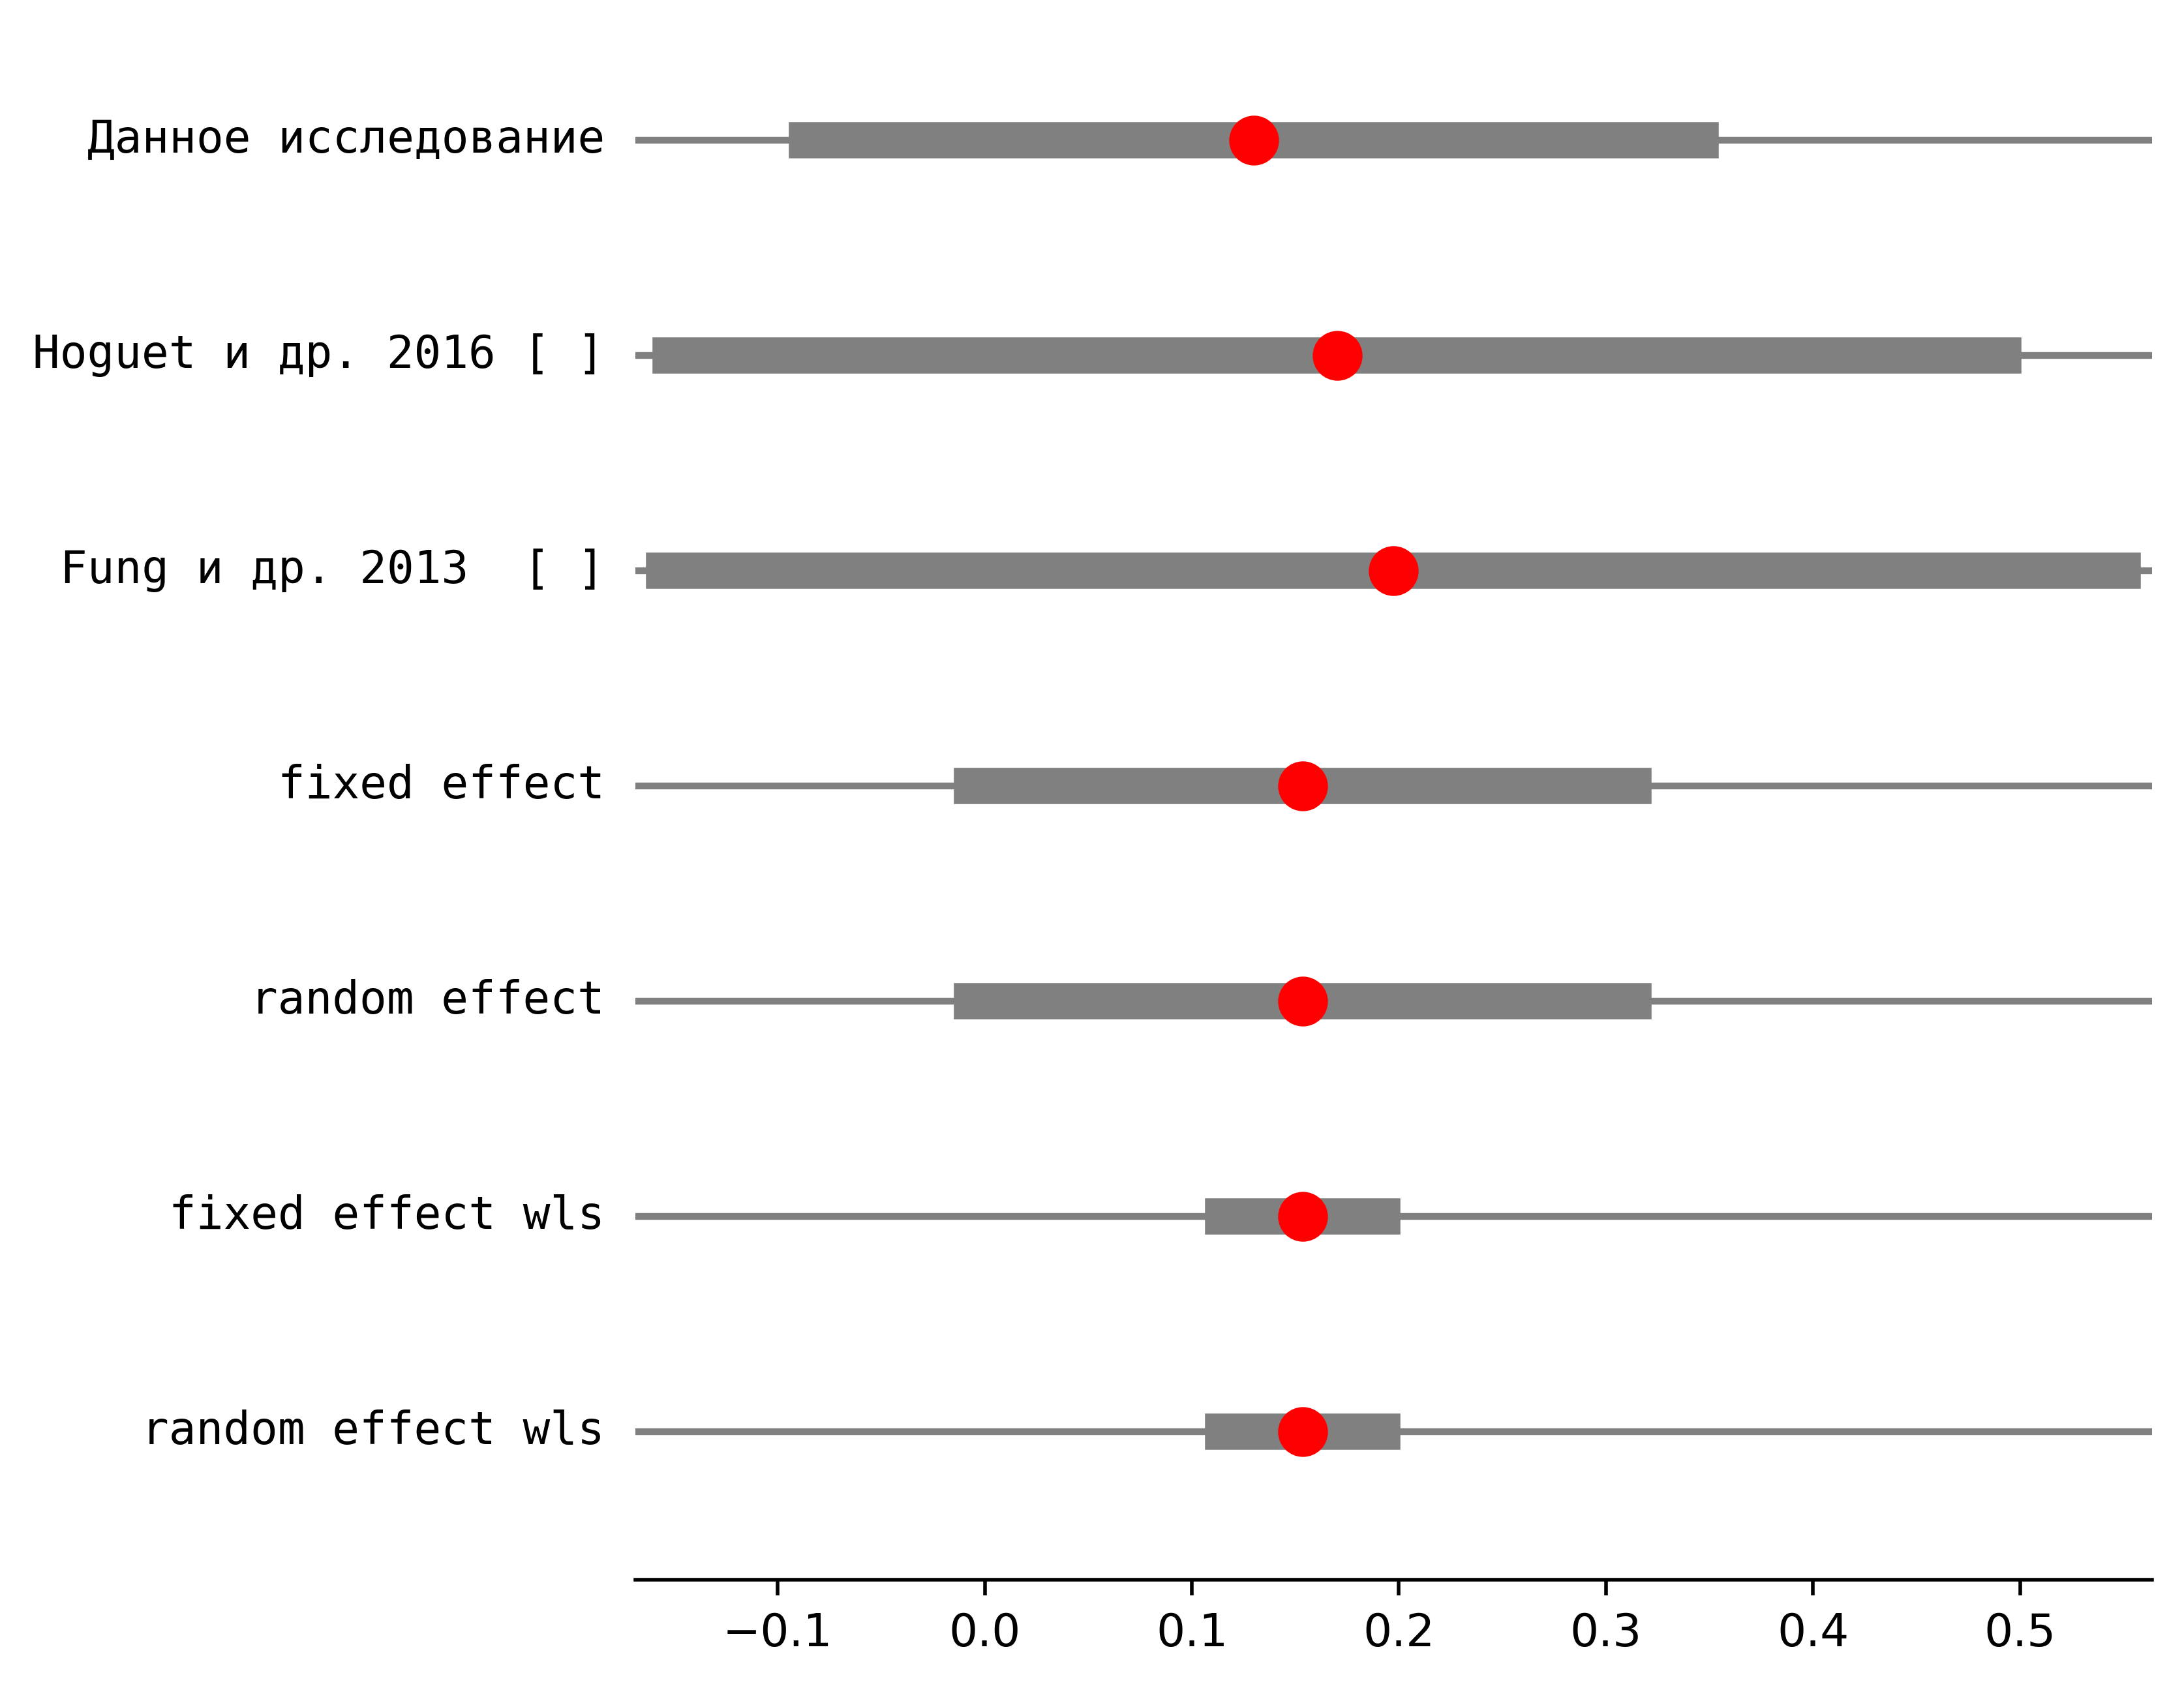 Данное исследование
Hoguet и др. 2016 [ ]
Fung и др. 2013  [ ]
fixed effect
random effect
fixed effect wls
random effect wls
−0.1 0.0 0.1 0.2 0.3 0.4 0.5